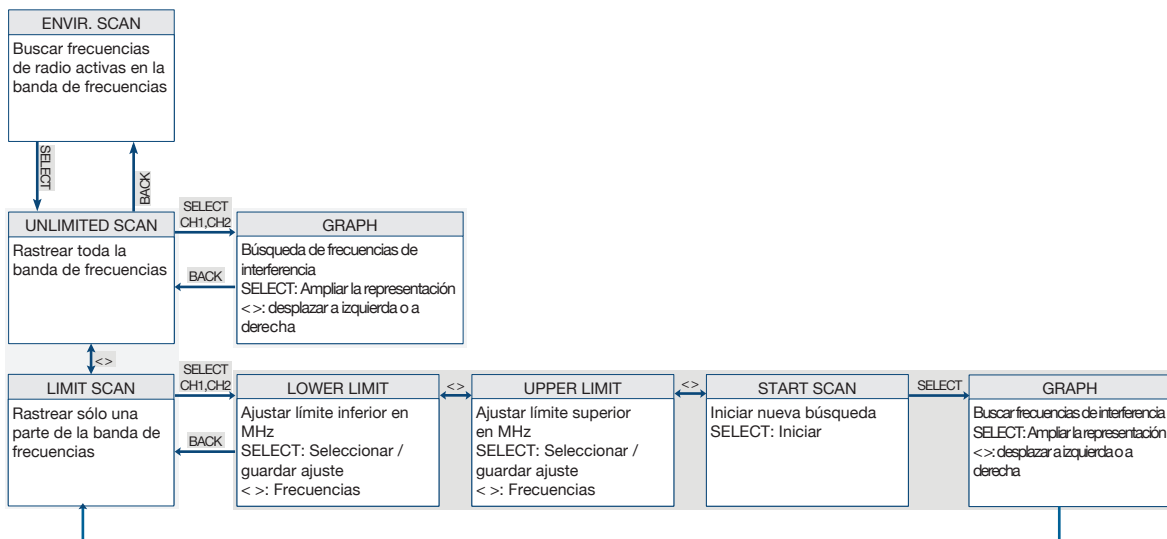 ENVIR. SCAN
Buscar frecuencias
de radio activas en la
banda de frecuencias
SELECT
BACK
UNLIMITED SCAN
Rastrear toda la
banda de frecuencias
SELECT
CH1,CH2
BACK
GRAPH
Búsqueda de frecuencias de
interferencia
SELECT: Ampliar la representación
< >: desplazar a izquierda o a
derecha
< >
LIMIT SCAN
Rastrear sólo una
parte de la banda de
frecuencias
SELECT
CH1,CH2
BACK
LOWER LIMIT
Ajustar límite inferior en
MHz
SELECT: Seleccionar /
guardar ajuste
< >: Frecuencias
< >
UPPER LIMIT
Ajustar límite superior
en MHz
SELECT: Seleccionar /
guardar ajuste
< >: Frecuencias
< >
START SCAN
Iniciar nueva búsqueda
SELECT: Iniciar
SELECT
GRAPH
Buscar frecuencias de interferencia
SELECT: Ampliar la representación
< >: desplazar a izquierda o a
derecha